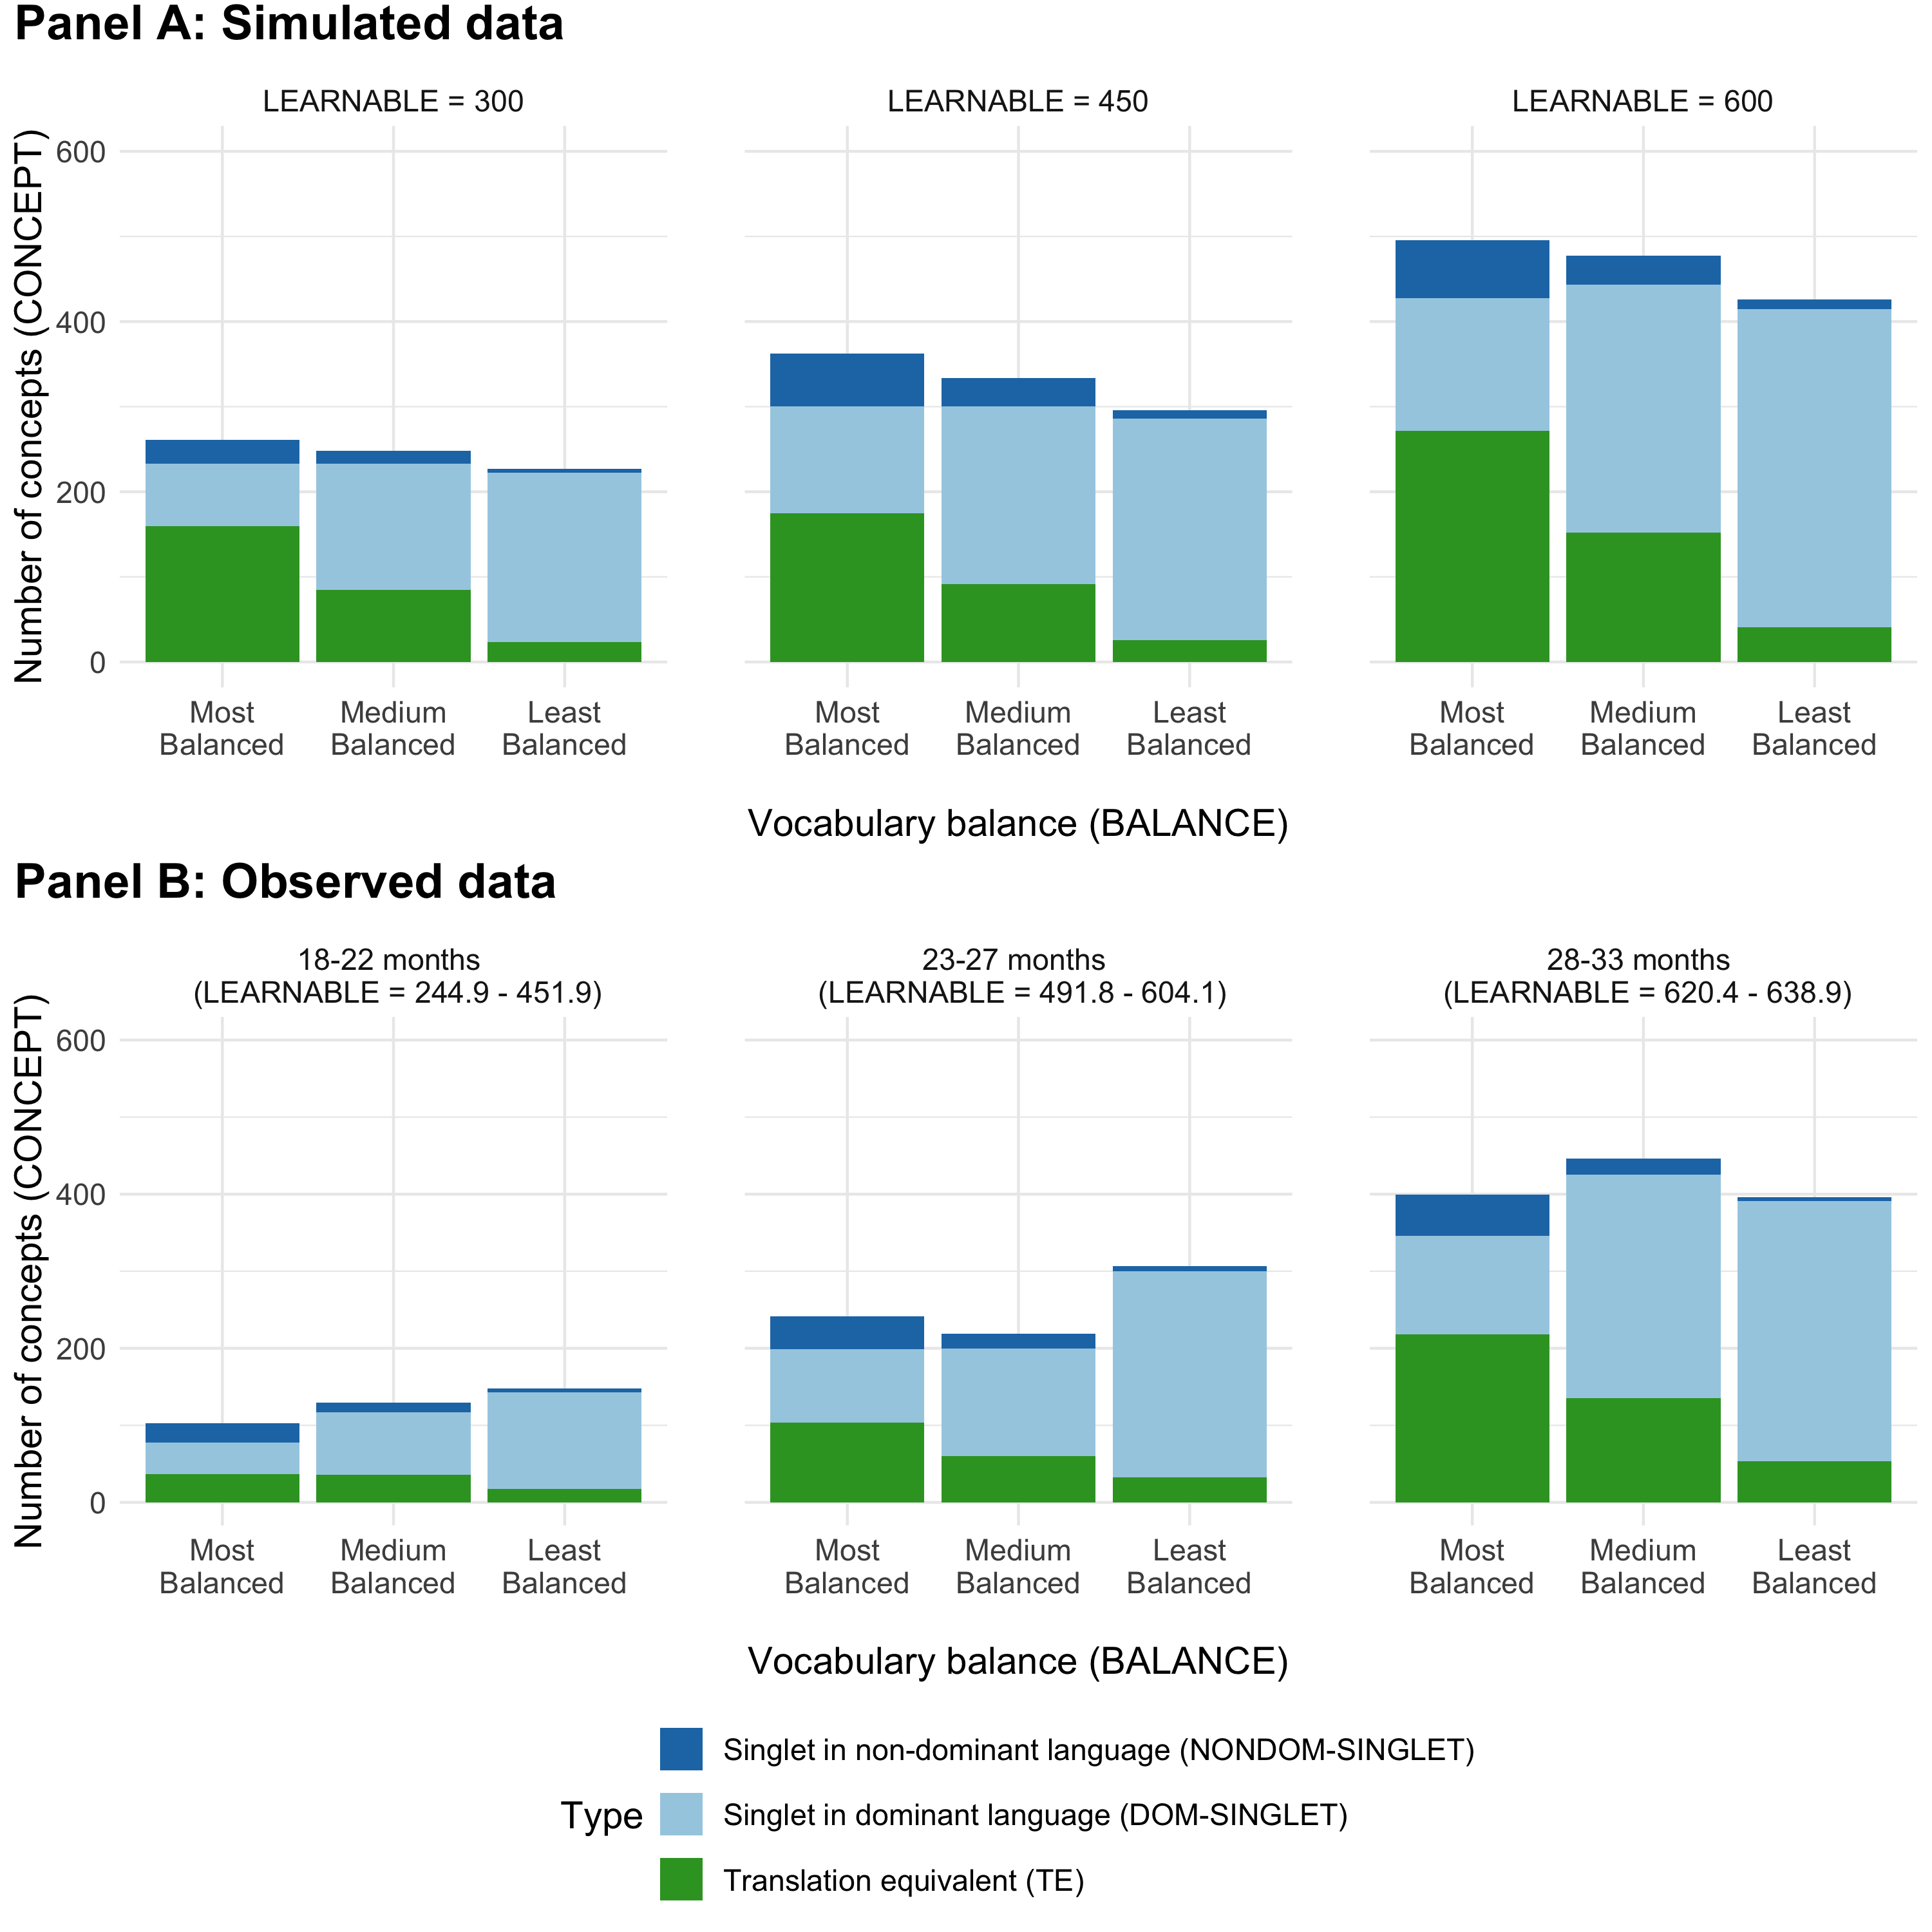 Panel A: Simulated data
LEARNABLE = 300
LEARNABLE = 450
LEARNABLE = 600
Number of concepts (CONCEPT)
600
400
200
0
Most
Balanced
Medium
Balanced
Least
Balanced
Most
Balanced
Medium
Balanced
Least
Balanced
Most
Balanced
Medium
Balanced
Least
Balanced
Vocabulary balance (BALANCE)
Panel B: Observed data
18-22 months
(LEARNABLE = 244.9 - 451.9)
23-27 months
(LEARNABLE = 491.8 - 604.1)
28-33 months
(LEARNABLE = 620.4 - 638.9)
Number of concepts (CONCEPT)
600
400
200
0
Most
Balanced
Medium
Balanced
Least
Balanced
Most
Balanced
Medium
Balanced
Least
Balanced
Most
Balanced
Medium
Balanced
Least
Balanced
Vocabulary balance (BALANCE)
Type
Singlet in non-dominant language (NONDOM-SINGLET)
Singlet in dominant language (DOM-SINGLET)
Translation equivalent (TE)